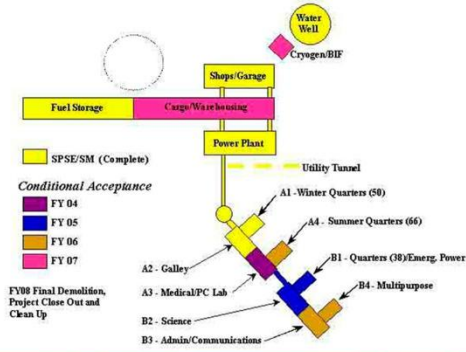 Water
Well
Cryogen/BIF
Shops/Garage
Fuel Storage
Cargo/Warehousing
Power Plant
SPSE/SM (Complete)
Utility Tunnel
Conditional Acceptance
FY 04
FY 05
FY 06
FY 07
A1 - Winter Quarters (50)
A4 - Summer Quarters (66)
A2 - Galley
B1 - Quarters (38)/Emerg. Power
A3 - Medical/PC Lab
B4 - Multipurpose
FY08 Final Demolition,
Project Close Out and
Clean Up
B2 - Science
B3 - Admin/Communications